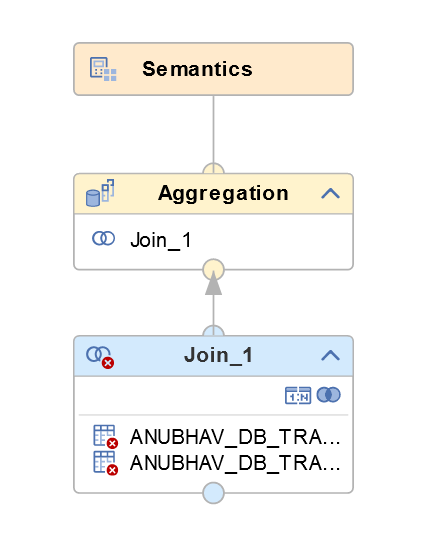 Semantics
Aggregation
Join_1
Join_1
1:N
ANUBHAV_DB_TRA...
ANUBHAV_DB_TRA...